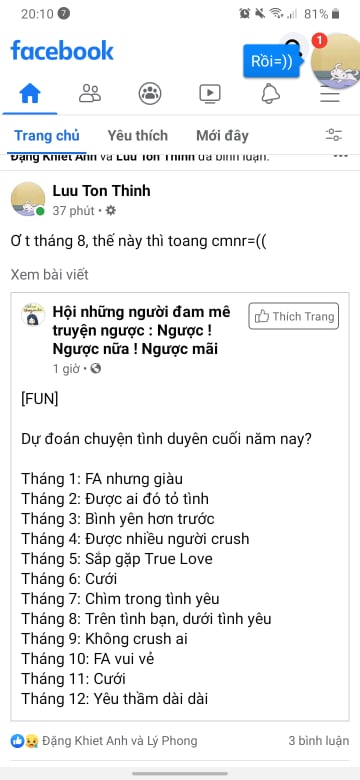 20:10 7 81%
facebook
Rồi=))
1
Trang chủ Yêu thích Mới đây
Đặng Khiet Anh và Luu Ton Thinh đã bình luận.
Luu Ton Thinh
37 phút
Ơ t tháng 8, thế này thì toang cmnr=((
Xem bài viết
Hội những người đam mê
truyện ngược : Ngược !
Ngược nữa ! Ngược mãi
Thích Trang
1 giờ
[FUN]
Dự đoán chuyện tình duyên cuối năm nay?
Tháng 1: FA nhưng giàu
Tháng 2: Được ai đó tỏ tình
Tháng 3: Bình yên hơn trước
Tháng 4: Được nhiều người crush
Tháng 5: Sắp gặp True Love
Tháng 6: Cưới
Tháng 7: Chìm trong tình yêu
Tháng 8: Trên tình bạn, dưới tình yêu
Tháng 9: Không crush ai
Tháng 10: FA vui vẻ
Tháng 11: Cưới
Tháng 12: Yêu thầm dài dài
Đặng Khiet Anh và Lý Phong 3 bình luận